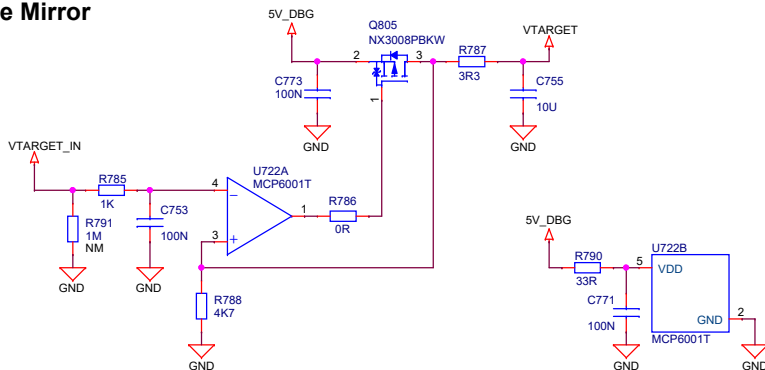 e Mirror
5V_DBG
Q805
NX3008PBKW
VTARGET
2
3
R787
3R3
C773
100N
1
C755
10U
GND
GND
VTARGET_IN
R785
1K
4
U722A
MCP6001T
R791
1M
NM
C753
100N
1
R786
0R
3
GND
GND
R788
4K7
GND
5V_DBG
R790
33R
5
U722B
VDD
C771
100N
GND
2
MCP6001T
GND
GND